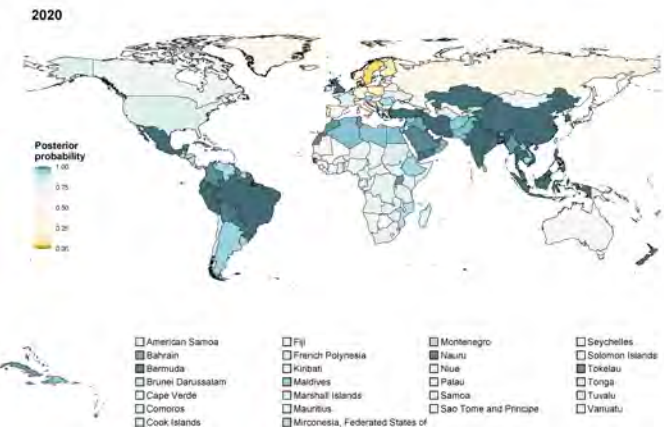 2020
Posterior
probability
1.00
0.75
0.50
0.25
0.00
American Samoa
Bahrain
Bermuda
Brunei Darussalam
Cape Verde
Comoros
Cook Islands
Fiji
French Polynesia
Kiribati
Maldives
Marshall Islands
Mauritius
Mirconesia, Federated States of
Montenegro
Nauru
Niue
Palau
Samoa
Sao Tome and Principe
Seychelles
Solomon Islands
Tokelau
Tonga
Tuvalu
Vanuatu